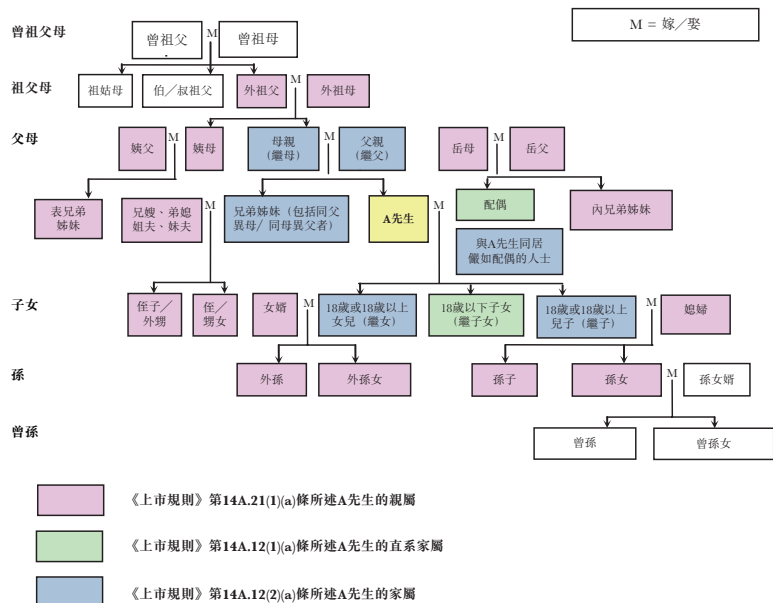 M = 嫁／娶
曾祖父母
曾祖父
M
曾祖母
祖父母
祖姑母
伯／叔祖父
外祖父
M
外祖母
父母
姨父
M
姨母
母親
(繼母)
M
父親
(繼父)
岳母
M
岳父
表兄弟
姊妹
兄嫂、弟媳
姐夫、妹夫
M
兄弟姊妹（包括同父
異母/ 同母異父者）
A先生
M
配偶
內兄弟姊妹
與A先生同居
儼如配偶的人士
子女
侄子／
外甥
侄／
甥女
女婿
M
18歲或18歲以上
女兒（繼女）
18歲以下子女
(繼子女)
18歲或18歲以上
兒子（繼子）
M
媳婦
孫
外孫
外孫女
孫子
孫女
M
孫女婿
曾孫
曾孫
曾孫女
《上市規則》第14A.21(1)(a)條所述A先生的親屬
《上市規則》第14A.12(1)(a)條所述A先生的直系家屬
《上市規則》第14A.12(2)(a)條所述A先生的家屬